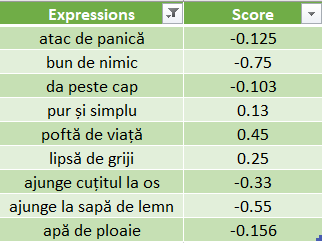 Expressions Score
atac de panică -0.125
bun de nimic -0.75
da peste cap -0.103
pur și simplu 0.13
poftă de viață 0.45
lipsă de griji 0.25
ajunge cuțitul la os -0.33
ajunge la sapă de lemn -0.55
apă de ploaie -0.156